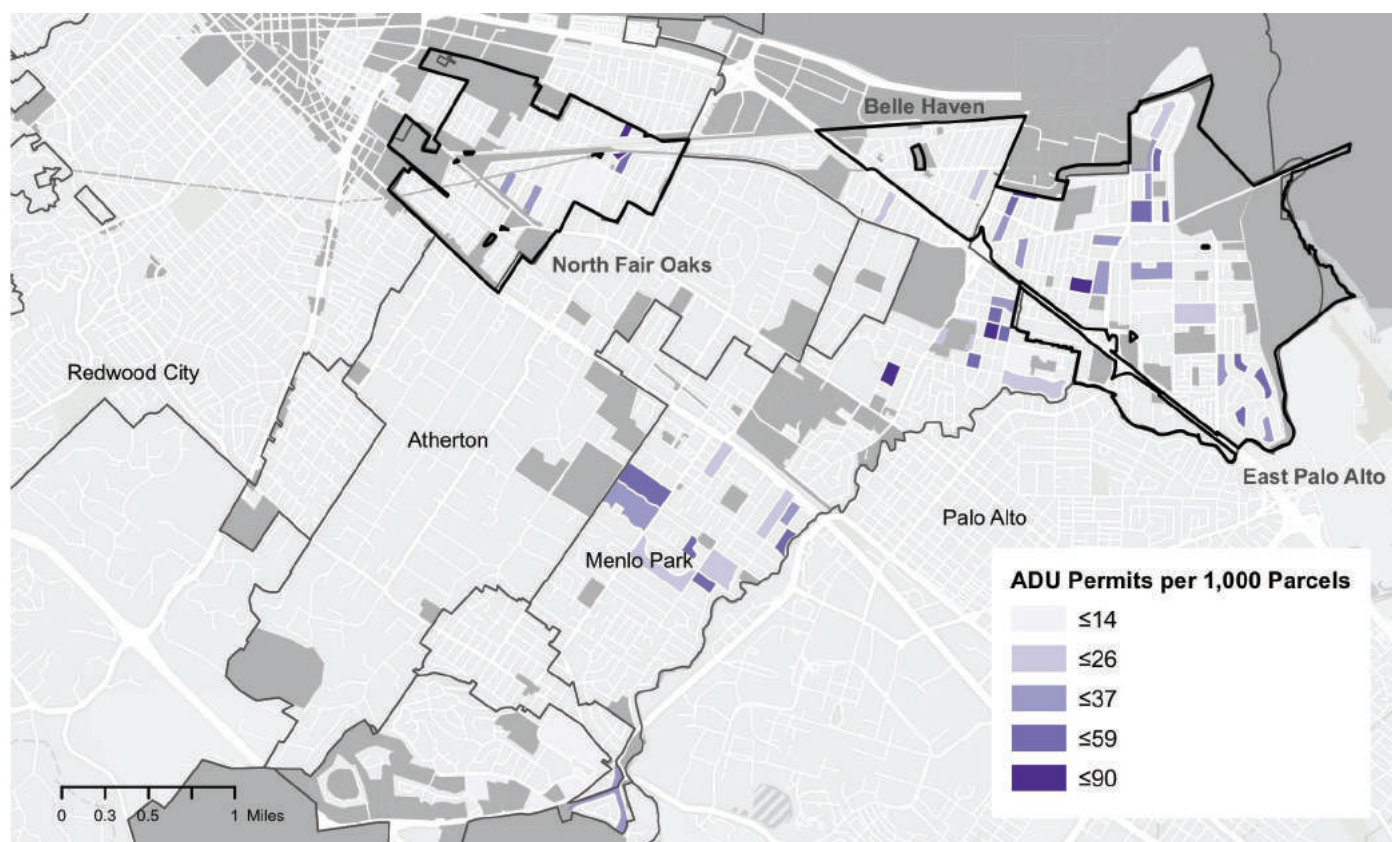 Belle Haven
North Fair Oaks
Redwood City
Atherton
East Palo Alto
Palo Alto
Menlo Park
ADU Permits per 1,000 Parcels
≤14
≤26
≤37
≤59
≤90
0 0.3 0.5 1 Miles